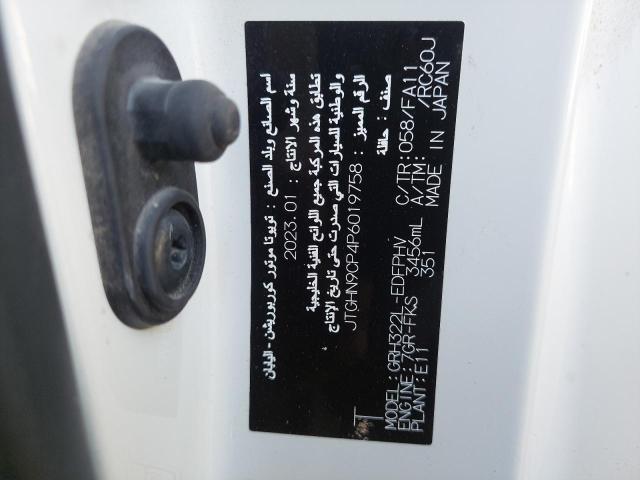 اسم الصانع وبلد الصنع : تويوتا موتور كوربوريشن - اليابان
سنة وشهر الإنتاج : 2023.01
تطابق هذه المركبة جميع اللوائح الفنية الخليجية
والوطنية للسيارات التي صدرت حتى تاريخ الإنتاج
الرقم المميز : JTGHN9CP4P6019758
صنف : حافلة
MODEL:GRH322L-EDFPHV
ENGINE:7GR-FKS 3456mL
PLANT:E11 351
C/TR:058/FA11
A/TM: /RC60J
MADE IN JAPAN